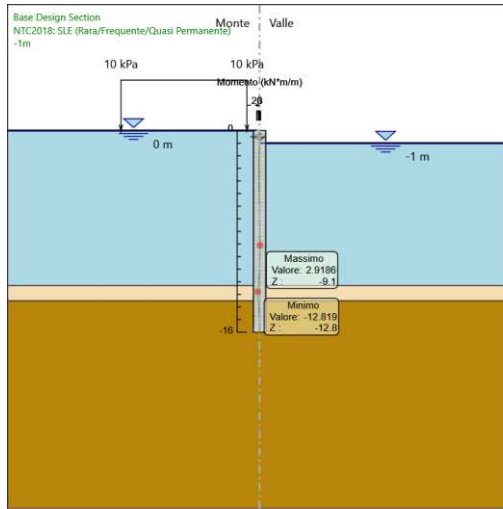 Base Design Section
Monte
Valle
NTC2018: SLE (Rara/Frequente/Quasi Permanente)
-1m
10 kPa
10 kPa
Momento (kN*m/m)
0
0 m
-1 m
Massimo
Valore: 2.9186
Z : -9.1
Minimo
Valore: -12.819
Z : -12.8
-16